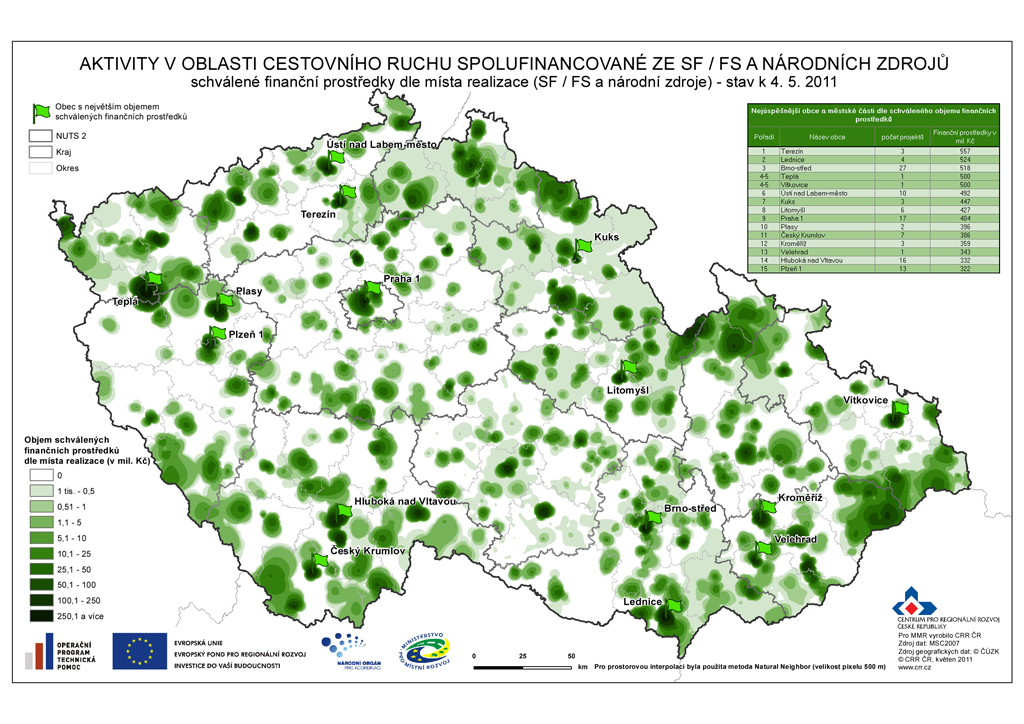 AKTIVITY V OBLASTI CESTOVNÍHO RUCHU SPOLUFINANCOVANÉ ZE SF / FS A NÁRODNÍCH ZDROJŮ
schválené finanční prostředky dle místa realizace (SF / FS a národní zdroje) - stav k 4. 5. 2011
Obec s největším objemem
schválených finančních prostředků
NUTS 2
Kraj
Okres
Nejúspěšnější obce a městské části dle schváleného objemu finančních
prostředků
Pořadí Název obce počet projektů Finanční prostředky v mil. Kč
1 Terezín 3 557
2 Lednice 4 524
3 Brno-střed 27 518
4-5 Teplá 1 500
4-5 Vítkovice 1 500
6 Ústí nad Labem-město 10 492
7 Kuks 3 447
8 Litomyšl 6 427
9 Praha 1 17 404
10 Plasy 2 396
11 Český Krumlov 7 386
12 Kroměříž 3 359
13 Velehrad 1 343
14 Hluboká nad Vltavou 16 332
15 Plzeň 1 13 322
Ústí nad Labem-město
Terezín
Kuks
Praha 1
Teplá
Plasy
Plzeň 1
Litomyšl
Vítkovice
Hluboká nad Vltavou
Brno-střed
Kroměříž
Velehrad
Český Krumlov
Lednice
Objem schválených
finančních prostředků
dle místa realizace (v mil. Kč)
0
1 tis. - 0,5
0,51 - 1
1,1 - 5
5,1 - 10
10,1 - 25
25,1 - 50
50,1 - 100
100,1 - 250
250,1 a více
OPERAČNÍ
PROGRAM
TECHNICKÁ
POMOC
EVROPSKÁ UNIE
EVROPSKÝ FOND PRO REGIONÁLNÍ ROZVOJ
INVESTICE DO VAŠÍ BUDOUCNOSTI
NÁRODNÍ ORGÁN
PRO KOORDINACI
MINISTERSTVO
PRO MÍSTNÍ ROZVOJ
0 25 50
km Pro prostorovou interpolaci byla použita metoda Natural Neighbor (velikost pixelu 500 m)
CENTRUM PRO REGIONÁLNÍ ROZVOJ
ČESKÉ REPUBLIKY
Pro MMR vyrobilo CRR ČR
Zdroj dat: MSC2007
Zdroj geografických dat: © ČÚZK
© CRR ČR, květen 2011
www.crr.cz